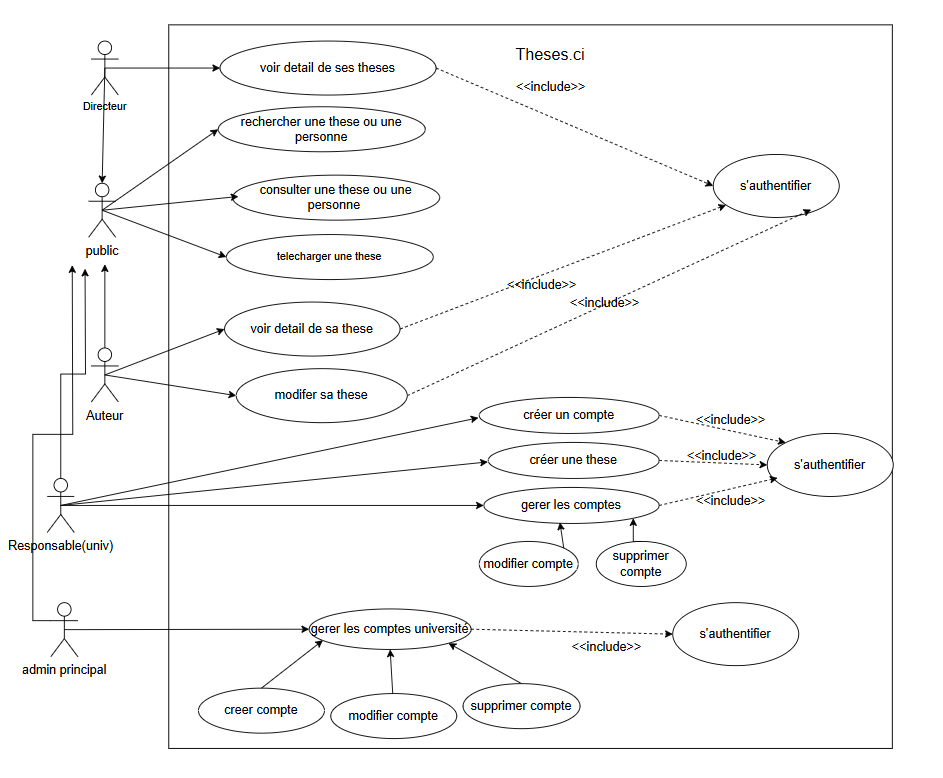 Theses.ci
voir detail de ses theses
<<include>>
Directeur
rechercher une these ou une
personne
s'authentifier
consulter une these ou une
personne
public
telecharger une these
<<include>>
<<include>>
voir detail de sa these
modifer sa these
Auteur
créer un compte
<<include>>
créer une these
<<include>>
s'authentifier
gerer les comptes
<<include>>
Responsable(univ)
modifier compte
supprimer
compte
gerer les comptes université
s'authentifier
<<include>>
admin principal
creer compte
modifier compte
supprimer compte